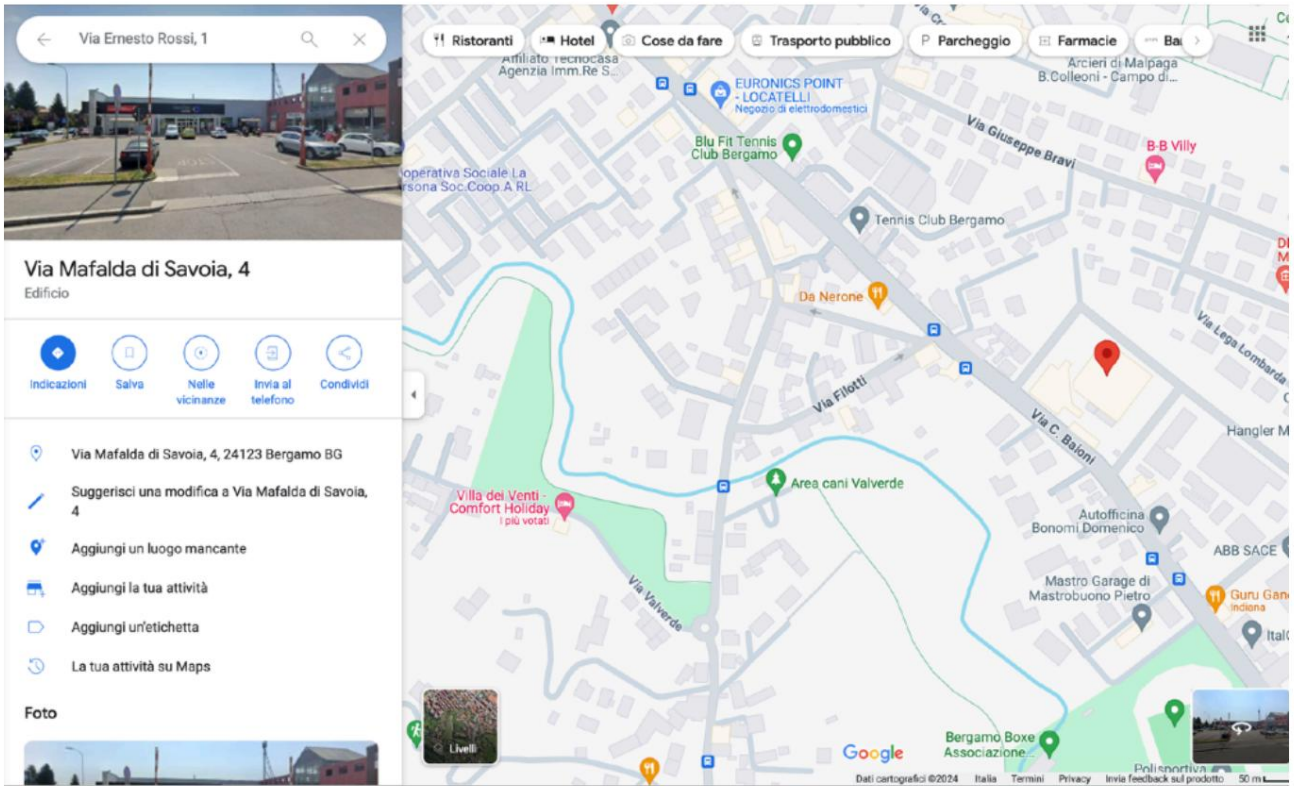 Via Ernesto Rossi, 1
Via Mafalda di Savoia, 4
Edificio
Indicazioni
Salva
Nelle
vicinanze
Invia al
telefono
Condividi
Via Mafalda di Savoia, 4, 24123 Bergamo BG
Suggerisci una modifica a Via Mafalda di Savoia,
4
Aggiungi un luogo mancante
Aggiungi la tua attività
Aggiungi un'etichetta
La tua attività su Maps
Foto
Ristoranti
Hotel
Cose da fare
Trasporto pubblico
P Parcheggio
Farmacie
Affiliato Tecnocasa
Agenzia Imm.Re S...
EURONICS POINT
- LOCATELLI
Negozio di elettrodomestici
Arcieri di Malpaga
B.Colleoni - Campo di...
Blu Fit Tennis
Club Bergamo
Via Giuseppe Bravi
B-B Villy
operativa Sociale La
rsona Soc.Coop.A RL
Tennis Club Bergamo
Da Nerone
Via Lega Lombarda
Via Filotti
Via C. Baioni
Hangler M
Area cani Valverde
Villa dei Venti -
Comfort Holiday
I più votati
Autofficina
Bonomi Domenico
ABB SACE
Via Valverde
Mastro Garage di
Mastrobuono Pietro
Guru Gan
Indiana
Ital
Livelli
Bergamo Boxe
Associazione...
Polisportiva
Google
Dati cartografici ©2024 Italia Termini Privacy Invia feedback sul prodotto 50 m